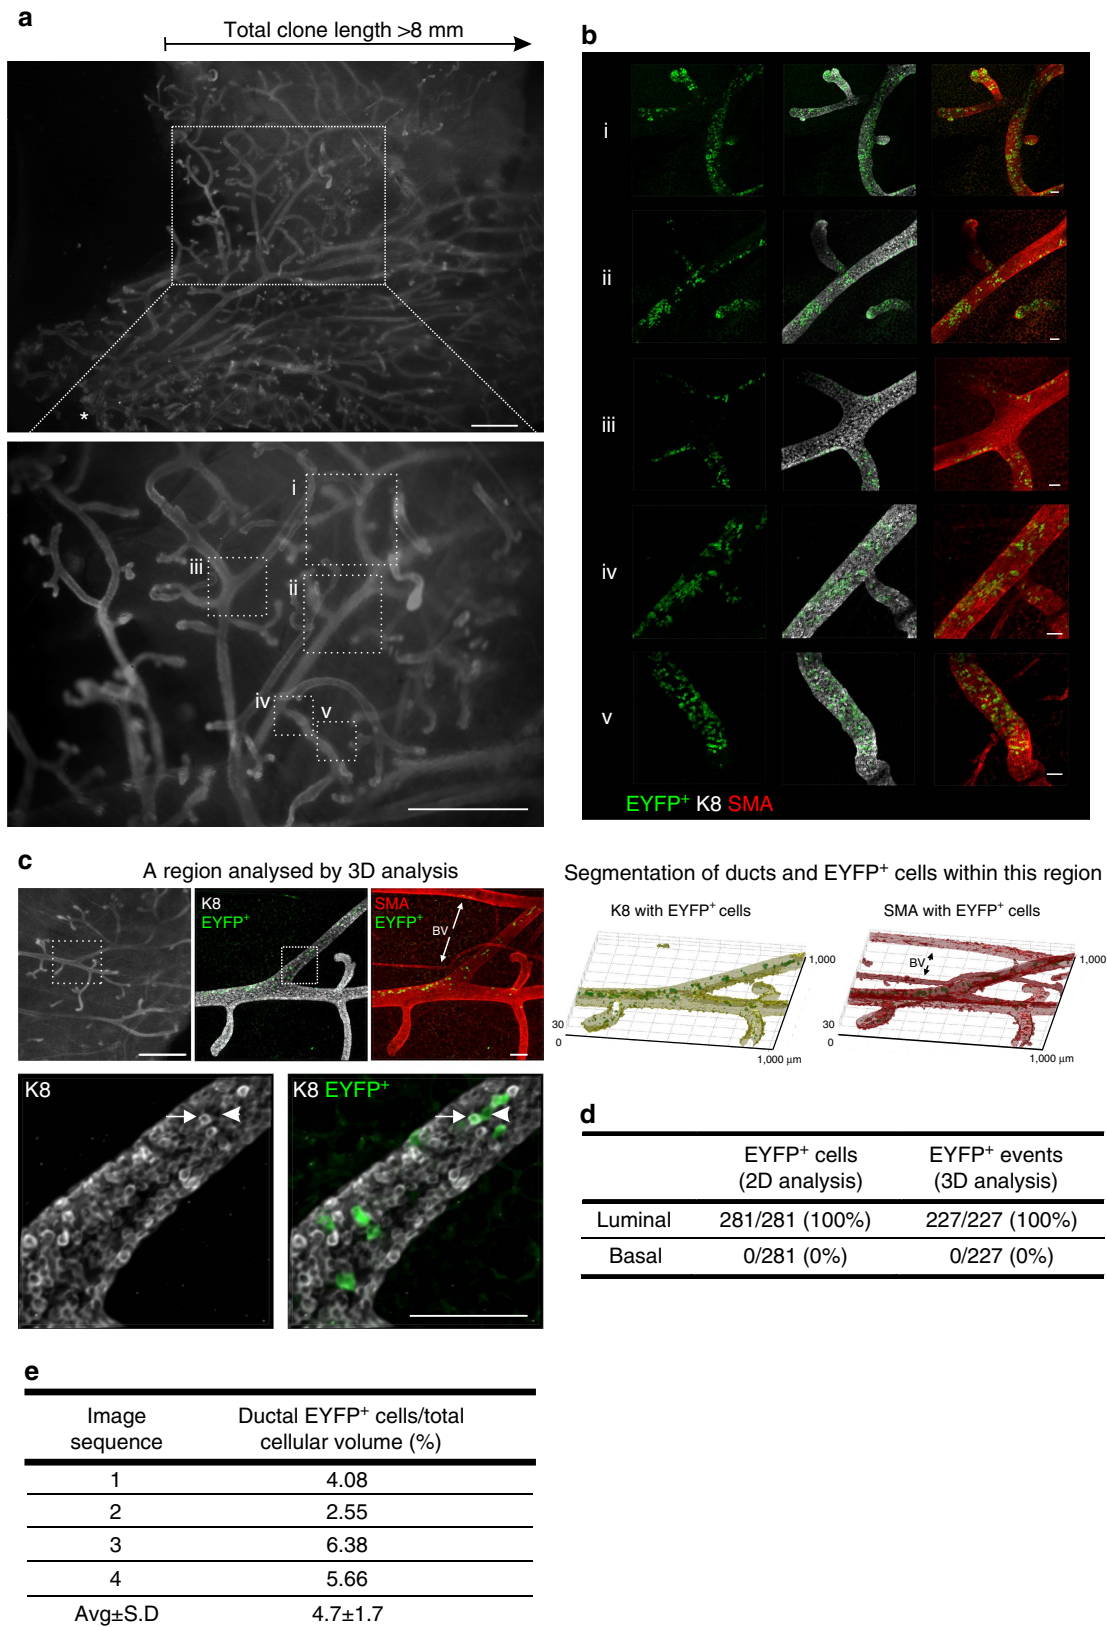 a
Total clone length >8 mm
*
i
iii
ii
iv
v
b
i
ii
iii
iv
v
EYFP⁺ K8 SMA
c
A region analysed by 3D analysis
K8
EYFP⁺
SMA
EYFP⁺
BV
Segmentation of ducts and EYFP⁺ cells within this region
K8 with EYFP⁺ cells
1,000
30
0
1,000 μm
SMA with EYFP⁺ cells
BV
1,000
30
0
1,000 μm
K8
K8 EYFP⁺
d
EYFP⁺ cells (2D analysis) EYFP⁺ events (3D analysis)
Luminal 281/281 (100%) 227/227 (100%)
Basal 0/281 (0%) 0/227 (0%)
e
Image sequence Ductal EYFP⁺ cells/total cellular volume (%)
1 4.08
2 2.55
3 6.38
4 5.66
Avg±S.D 4.7±1.7